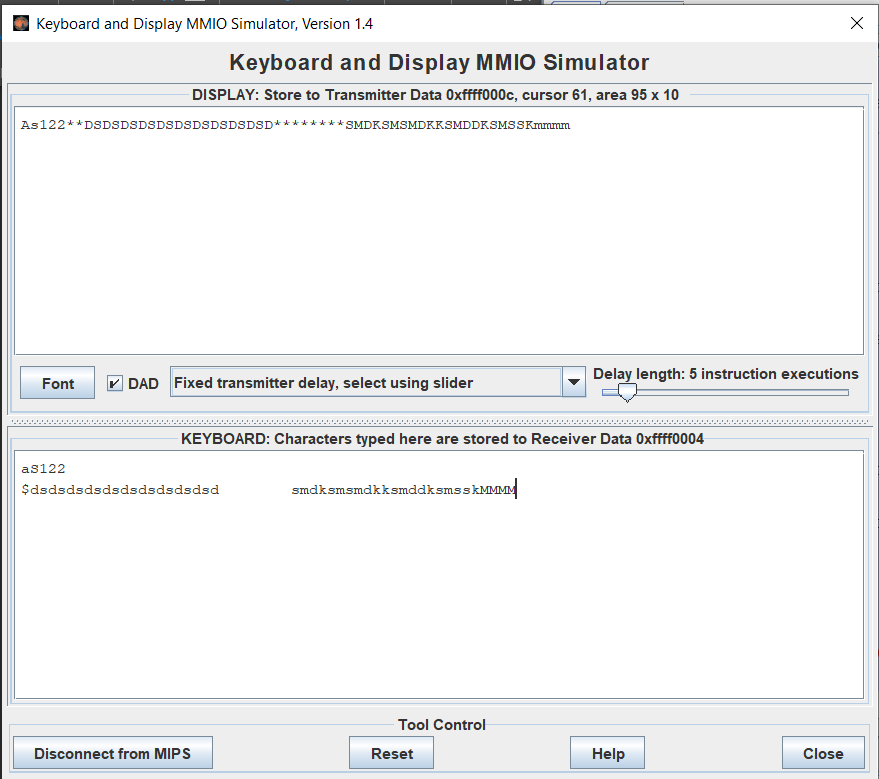 Keyboard and Display MMIO Simulator, Version 1.4
Keyboard and Display MMIO Simulator
DISPLAY: Store to Transmitter Data 0xffff000c, cursor 61, area 95 x 10
As122**DSDSDSDSDSDSDSDSDSDSD********SMDKSMSMDKKSMDDKSMSSKmmmm
Font
DAD
Fixed transmitter delay, select using slider
Delay length: 5 instruction executions
KEYBOARD: Characters typed here are stored to Receiver Data 0xffff0004
aS122
$dsdsdsdsdsdsdsdsdsdsd        smdksmsmdkksmddksmsskMMMM
Tool Control
Disconnect from MIPS
Reset
Help
Close